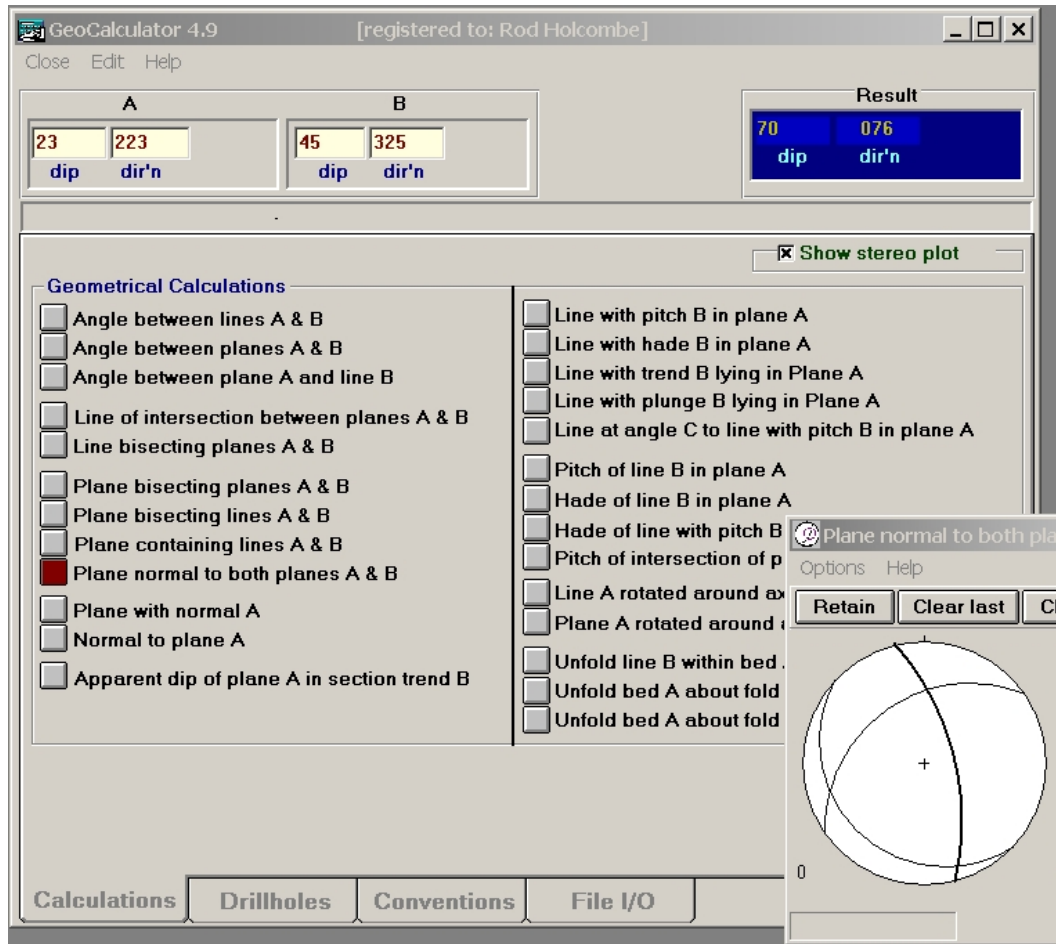 GeoCalculator 4.9 [registered to: Rod Holcombe]
Close Edit Help
A B Result
23 223 45 325 70 076
dip dir'n dip dir'n dip dir'n
Show stereo plot
Geometrical Calculations
Angle between lines A & B
Angle between planes A & B
Angle between plane A and line B
Line of intersection between planes A & B
Line bisecting planes A & B
Plane bisecting planes A & B
Plane bisecting lines A & B
Plane containing lines A & B
Plane normal to both planes A & B
Plane with normal A
Normal to plane A
Apparent dip of plane A in section trend B
Line with pitch B in plane A
Line with hade B in plane A
Line with trend B lying in Plane A
Line with plunge B lying in Plane A
Line at angle C to line with pitch B in plane A
Pitch of line B in plane A
Hade of line B in plane A
Hade of line with pitch B
Pitch of intersection of p
Line A rotated around ax
Plane A rotated around a
Unfold line B within bed
Unfold bed A about fold
Unfold bed A about fold
Plane normal to both pla
Options Help
Retain Clear last Cl
0
Calculations Drillholes Conventions File I/O